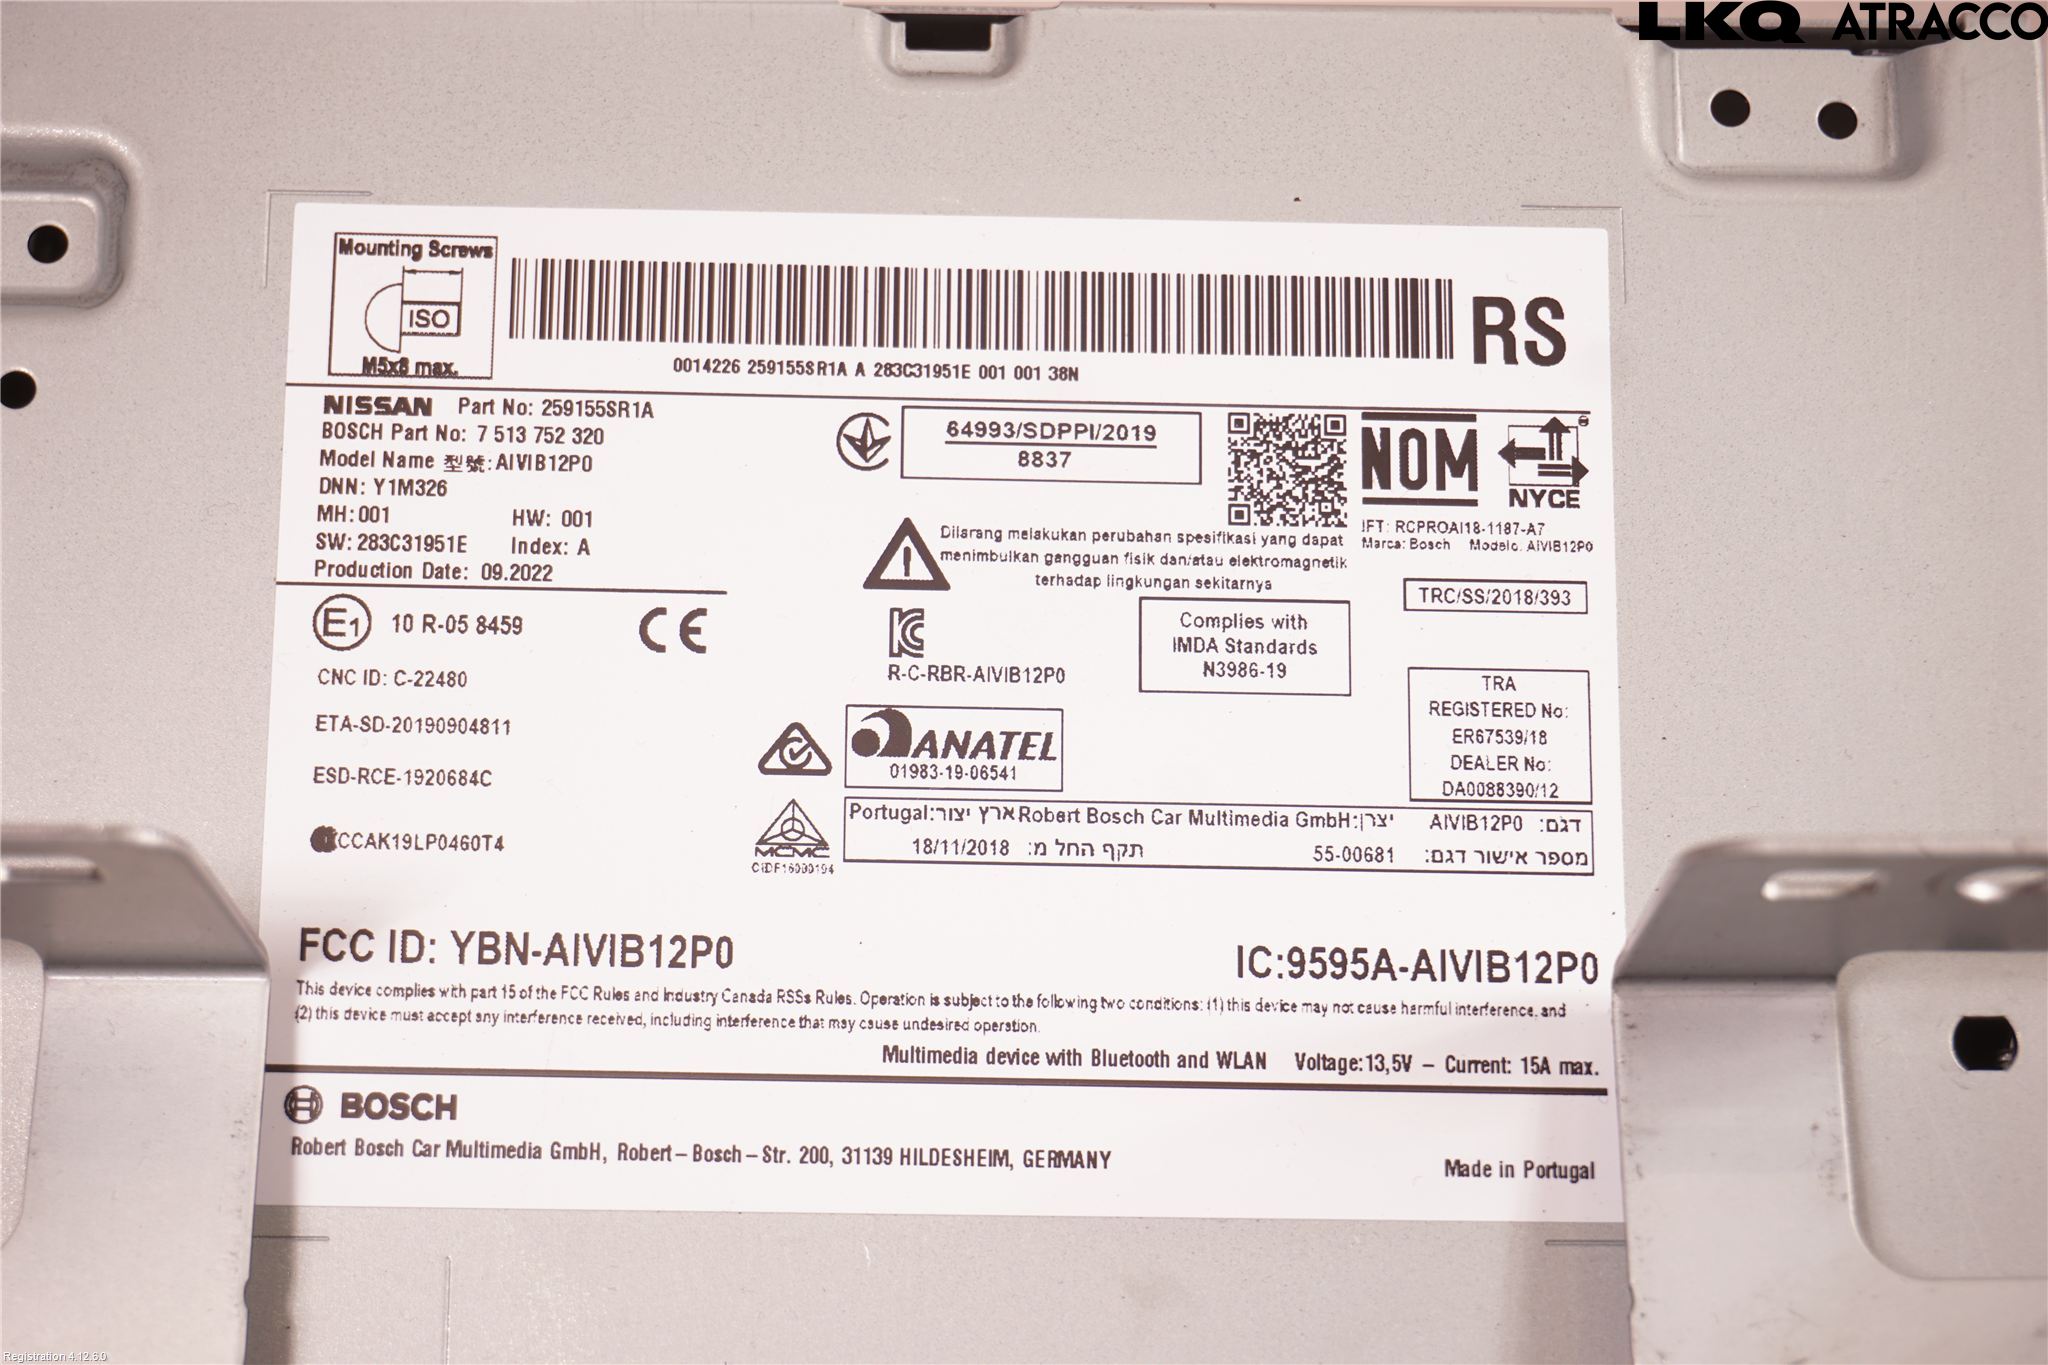 LKQ ATRACCO
Mounting Screws
ISO
M5x8 max.
RS
0014226 259155SR1A A 283C31951E 001 001 38N
NISSAN Part No: 259155SR1A
BOSCH Part No: 7 513 752 320
Model Name 型號: AIVIB12P0
DNN: Y1M326
MH: 001 HW: 001
SW: 283C31951E Index: A
Production Date: 09.2022
64993/SDPPI/2019
8837
NOM
NYCE
IFT: RCPROAI18-1187-A7
Marca: Bosch Modelo: AIVIB12P0
Dilarang melakukan perubahan spesifikasi yang dapat
menimbulkan gangguan fisik dan/atau elektromagnetik
terhadap lingkungan sekitarnya
TRC/SS/2018/393
E1 10 R-05 8459
CE
R-C-RBR-AIVIB12P0
Complies with
IMDA Standards
N3986-19
CNC ID: C-22480
ETA-SD-20190904811
ESD-RCE-1920684C
CCAK19LP0460T4
TRA
REGISTERED No:
ER67539/18
DEALER No:
DA0088390/12
ANATEL
01983-19-06541
MCMC
CIDF16000194
דגם: AIVIB12P0 יצרן: Robert Bosch Car Multimedia GmbH ארץ יצור: Portugal
מספר אישור דגם: 55-00681 תקף החל מ: 18/11/2018
FCC ID: YBN-AIVIB12P0
IC:9595A-AIVIB12P0
This device complies with part 15 of the FCC Rules and Industry Canada RSSs Rules. Operation is subject to the following two conditions: (1) this device may not cause harmful interference, and
(2) this device must accept any interference received, including interference that may cause undesired operation.
Multimedia device with Bluetooth and WLAN Voltage: 13,5V – Current: 15A max.
BOSCH
Robert Bosch Car Multimedia GmbH, Robert–Bosch–Str. 200, 31139 HILDESHEIM, GERMANY
Made in Portugal
Registration 4.12.6.0